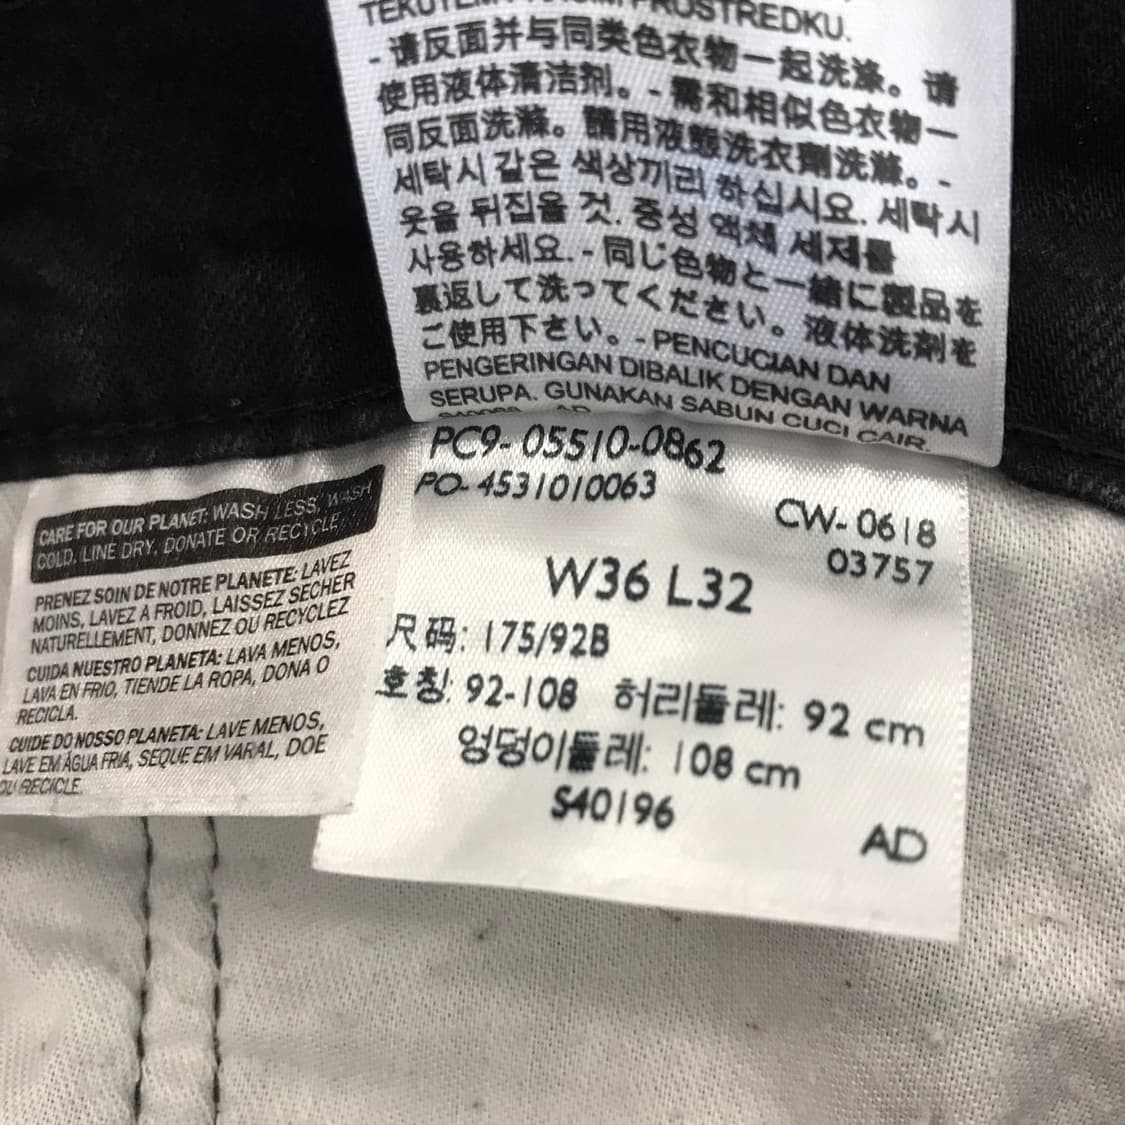 PROSTREDKU.
- 请反面并与同类色衣物一起洗涤。请
使用液体清洁剂。- 需和相似色衣物一
同反面洗滌。請用液態洗衣劑洗滌。-
세탁시 같은 색상끼리 하십시요. 세탁시
옷을 뒤집을 것. 중성 액체 세제를
사용하세요. - 同じ色物と一緒に製品を
裏返して洗ってください。液体洗剤を
ご使用下さい。- PENCUCIAN DAN
PENGERINGAN DIBALIK DENGAN WARNA
SERUPA. GUNAKAN SABUN CUCI CAIR.
PC9- 05510-0862
PO- 4531010063
CW- 0618
03757
W36 L32
尺码: 175/92B
호칭: 92-108 허리둘레: 92 cm
엉덩이둘레: 108 cm
S40196
AD
CARE FOR OUR PLANET: WASH LESS, WASH
COLD, LINE DRY, DONATE OR RECYCLE.
PRENEZ SOIN DE NOTRE PLANETE: LAVEZ
MOINS, LAVEZ À FROID, LAISSEZ SÉCHER
NATURELLEMENT, DONNEZ OU RECYCLEZ
CUIDA NUESTRO PLANETA: LAVA MENOS,
LAVA EN FRIO, TIENDE LA ROPA, DONA O
RECICLA.
CUIDE DO NOSSO PLANETA: LAVE MENOS,
LAVE EM ÁGUA FRIA, SEQUE EM VARAL, DOE
OU RECICLE.